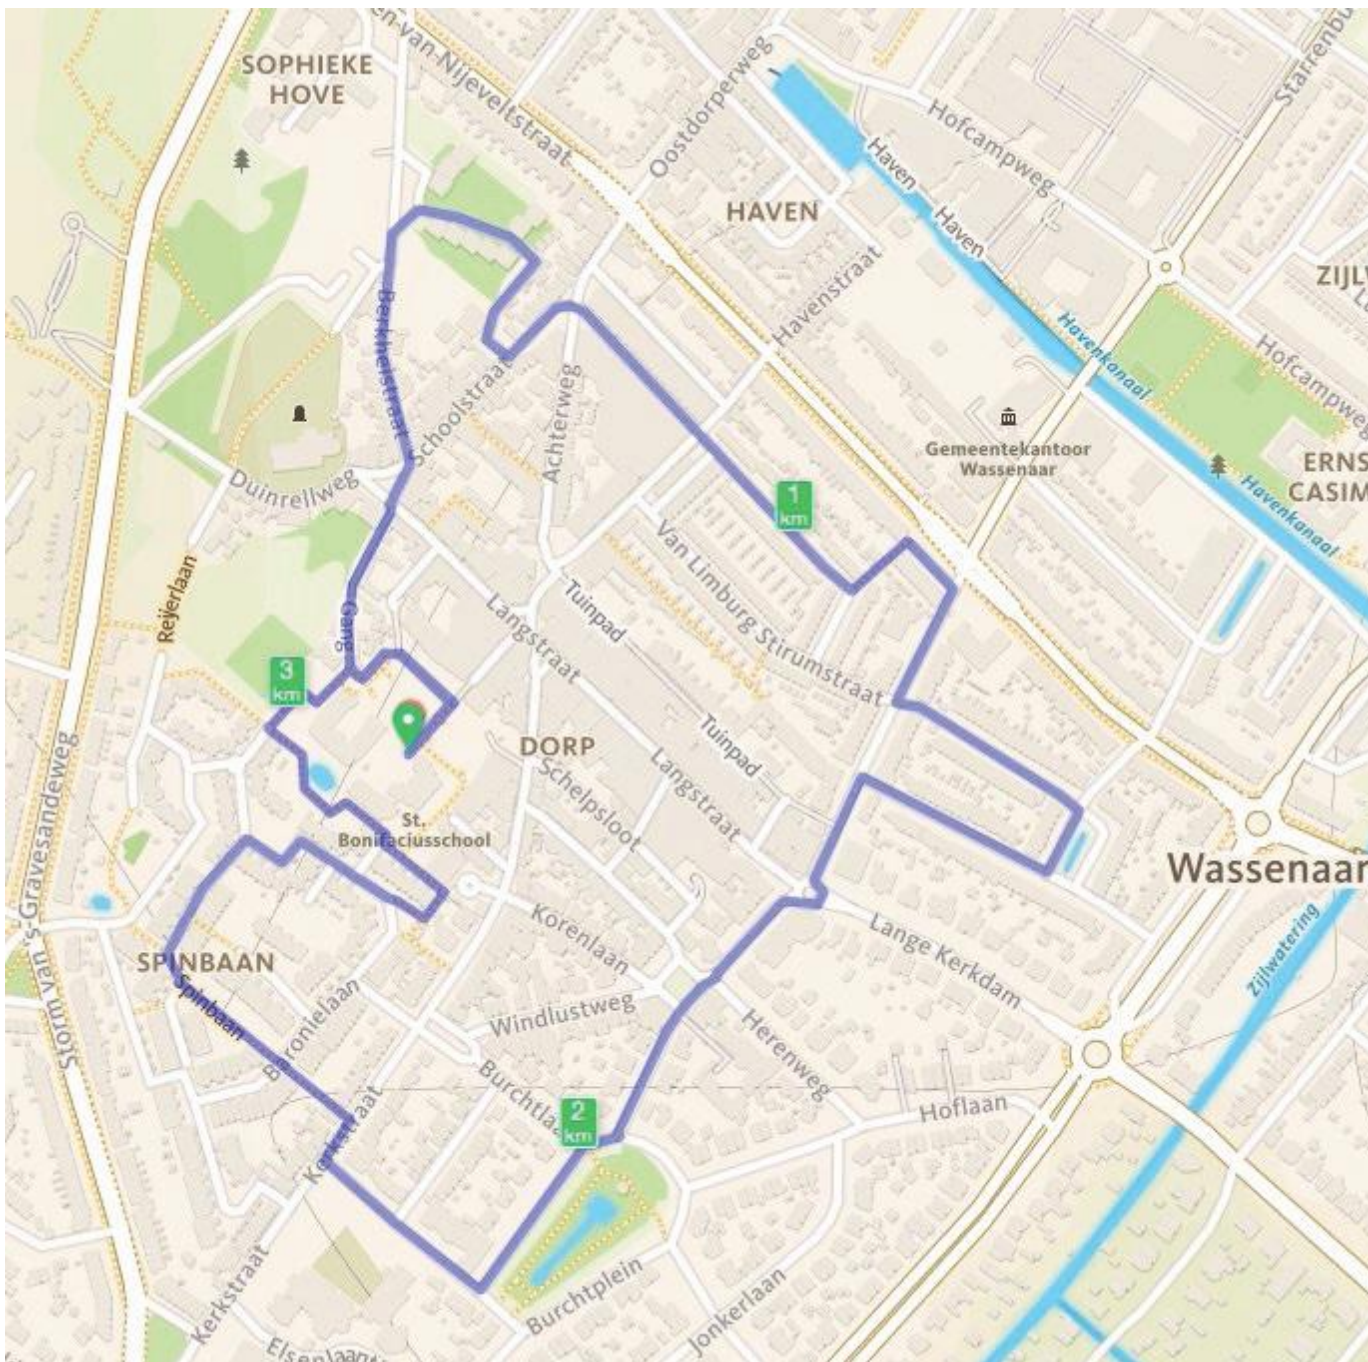 en van Nijeveltstraat
SOPHIEKE
HOVE
Oostdorperweg
Starrenbu
Hofcampweg
Haven
Haven
HAVEN
ZIJL
Havenstraat
Havenkanaal
Hofcampweg
Berkheistraat
Schoolstraat
Achterweg
Gemeentekantoor
Wassenaar
ERNS
CASIM
Duinrellweg
1
km
Havenkanaal
Van Limburg Stirumstraat
Reijerlaan
Gang
Langstraat
Tuinpad
3
km
DORP
Tuinpad
Schelpsloot
Langstraat
St.
Bonifaciusschool
Storm van 's-Gravesandeweg
Wassenaar
Korenlaan
Lange Kerkdam
Zijlwatering
SPINBAAN
Spinbaan
Windlustweg
Herenweg
Burchtla
2
km
Hoflaan
Kerkstraat
Kerkstraat
Burchtplein
Jonkerlaan